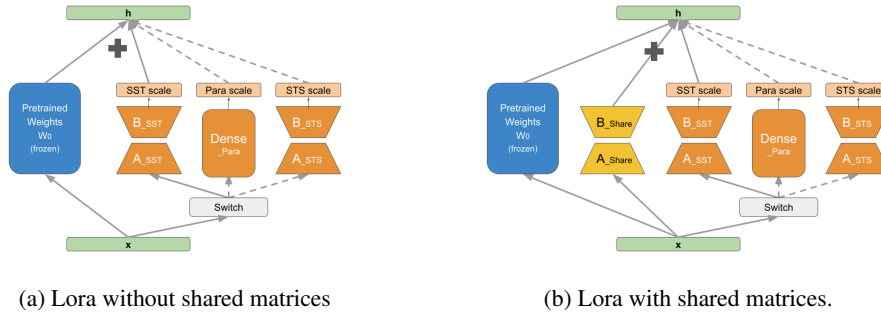 h
SST scale
Para scale
STS scale
Pretrained
Weights
W0
(frozen)
B_SST
A_SST
Dense
_Para
B_STS
A_STS
Switch
x
(a) Lora without shared matrices
h
SST scale
Para scale
STS scale
Pretrained
Weights
W0
(frozen)
B_Share
A_Share
B_SST
A_SST
Dense
_Para
B_STS
A_STS
Switch
x
(b) Lora with shared matrices.